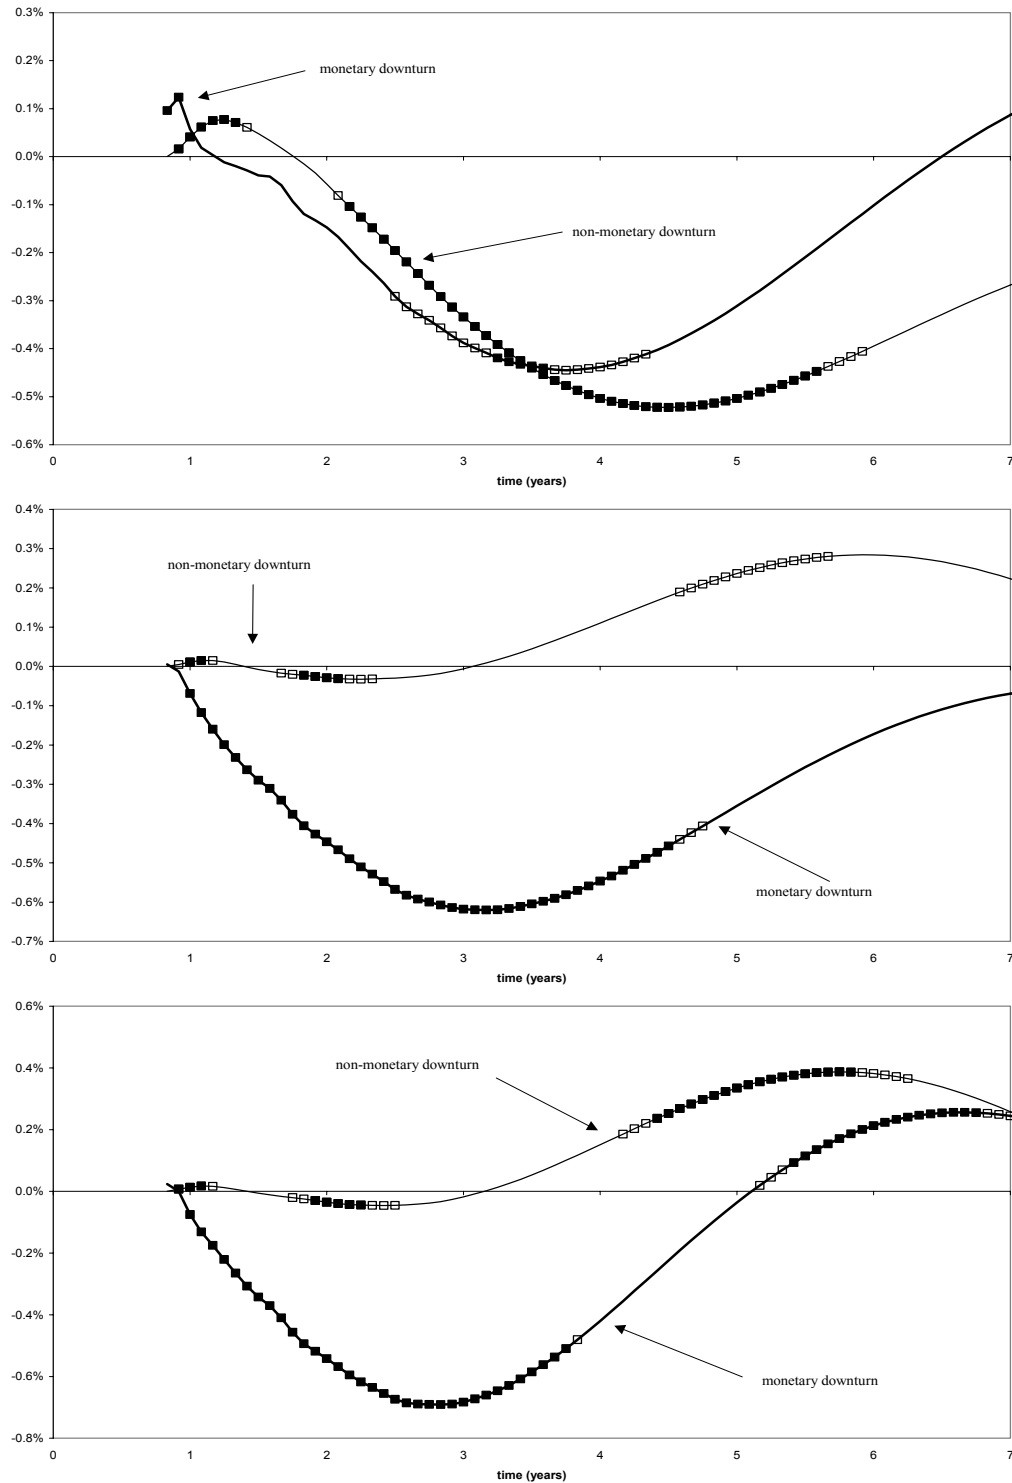 0.3%
0.2%
monetary downturn
0.1%
0.0%
-0.1%
non-monetary downturn
-0.2%
-0.3%
-0.4%
-0.5%
-0.6%
0 1 2 3 4 5 6 7
time (years)
0.4%
0.3%
non-monetary downturn
0.2%
0.1%
0.0%
-0.1%
-0.2%
-0.3%
-0.4%
-0.5%
monetary downturn
-0.6%
-0.7%
0 1 2 3 4 5 6 7
time (years)
0.6%
non-monetary downturn
0.4%
0.2%
0.0%
-0.2%
-0.4%
-0.6%
monetary downturn
-0.8%
0 1 2 3 4 5 6 7
time (years)